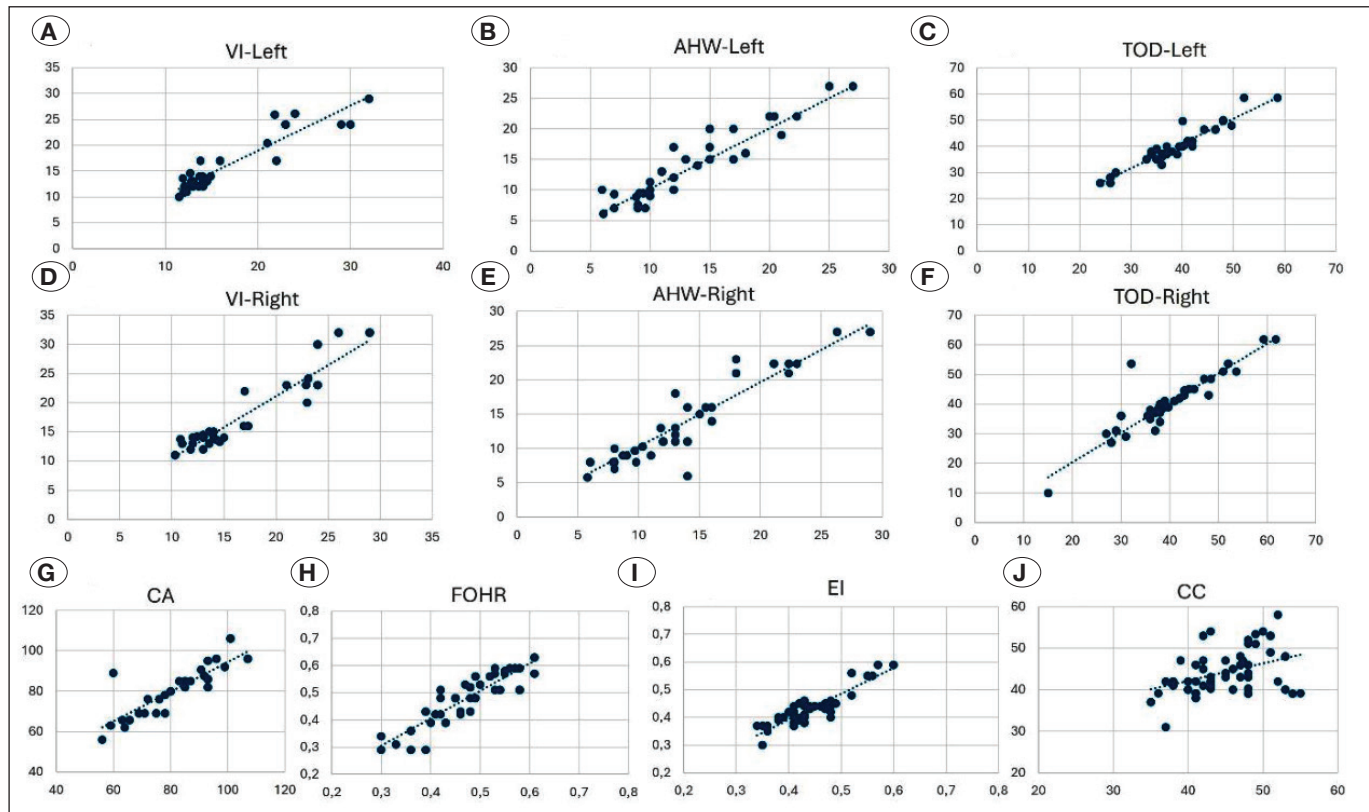 A
VI-Left
35
30
25
20
15
10
5
0
0 10 20 30 40
B
AHW-Left
30
25
20
15
10
5
0
0 5 10 15 20 25 30
C
TOD-Left
70
60
50
40
30
20
10
0
0 10 20 30 40 50 60 70
D
VI-Right
35
30
25
20
15
10
5
0
0 5 10 15 20 25 30 35
E
AHW-Right
30
25
20
15
10
5
0
0 5 10 15 20 25 30
F
TOD-Right
70
60
50
40
30
20
10
0
0 10 20 30 40 50 60 70
G
CA
120
100
80
60
40
40 60 80 100 120
H
FOHR
0,8
0,7
0,6
0,5
0,4
0,3
0,2
0,2 0,3 0,4 0,5 0,6 0,7 0,8
I
EI
0,8
0,7
0,6
0,5
0,4
0,3
0,2
0,2 0,3 0,4 0,5 0,6 0,7 0,8
J
CC
60
50
40
30
20
20 30 40 50 60